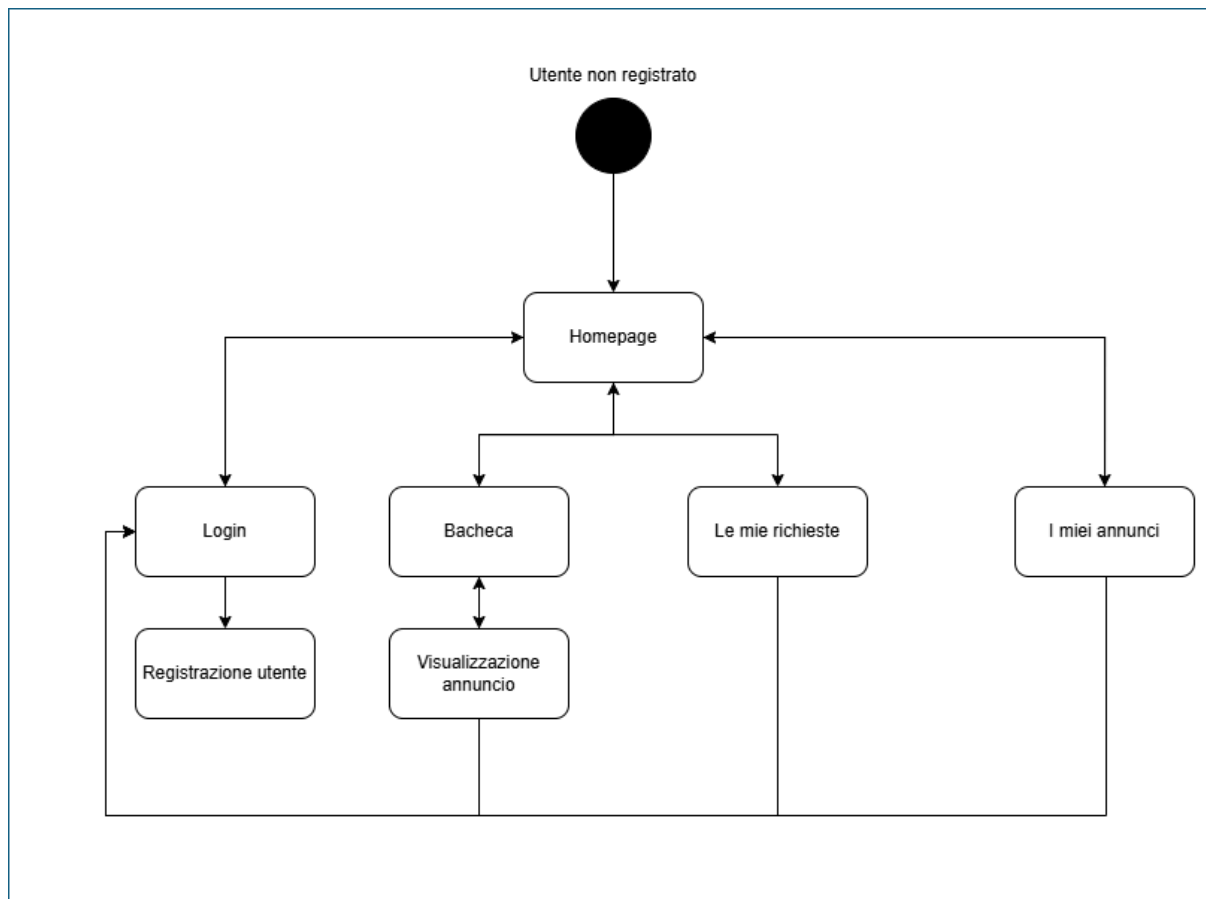 Utente non registrato
Homepage
Login
Bacheca
Le mie richieste
I miei annunci
Registrazione utente
Visualizzazione
annuncio